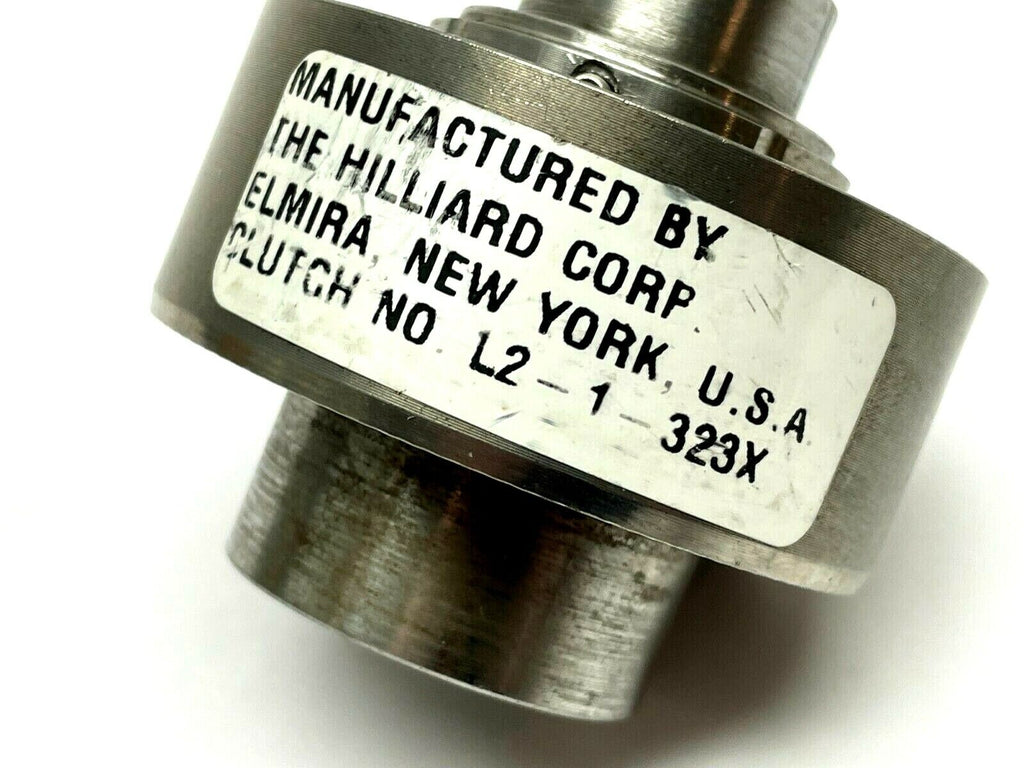 MANUFACTURED BY
THE HILLIARD CORP.
ELMIRA, NEW YORK, U.S.A.
CLUTCH NO. L2-1-323X